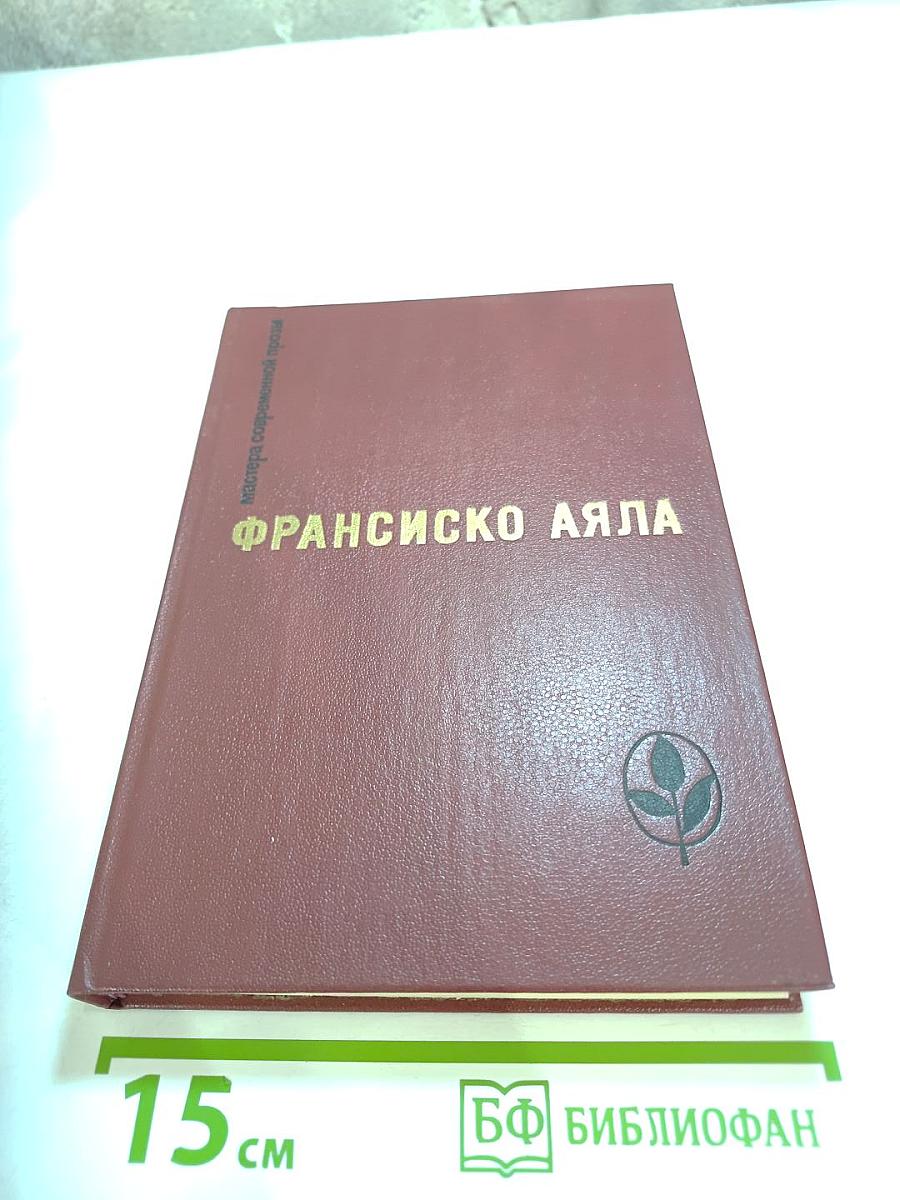 мастера современной прозы
ФРАНСИСКО АЯЛА
15 см
БФ БИБЛИОФАН